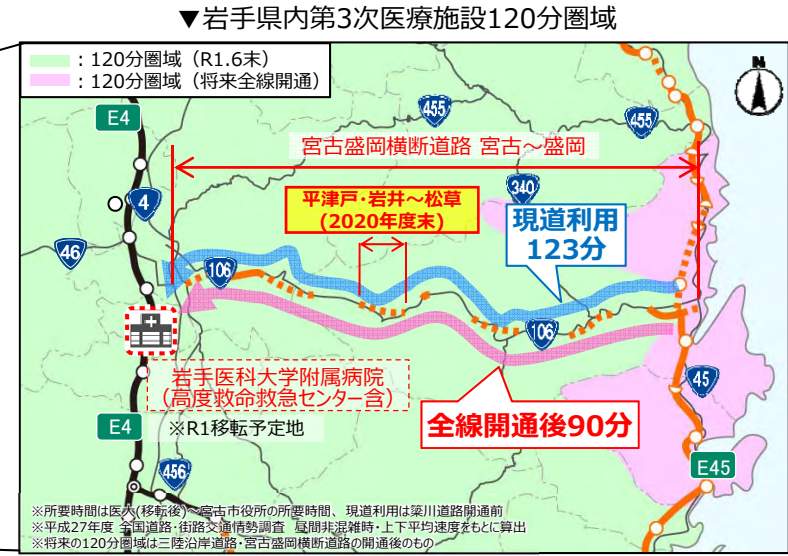 ▼岩手県内第3次医療施設120分圏域
：120分圏域（R1.6末）
：120分圏域（将来全線開通）
N
E4
455
455
宮古盛岡横断道路 宮古～盛岡
4
340
平津戸・岩井～松草
(2020年度末)
現道利用
123分
46
106
106
岩手医科大学附属病院
（高度救命救急センター含）
45
全線開通後90分
E4
※R1移転予定地
E45
456
※所要時間は医大(移転後)～宮古市役所の所要時間、現道利用は簗川道路開通前
※平成27年度 全国道路・街路交通情勢調査 昼間非混雑時・上下平均速度をもとに算出
※将来の120分圏域は三陸沿岸道路・宮古盛岡横断道路の開通後のもの